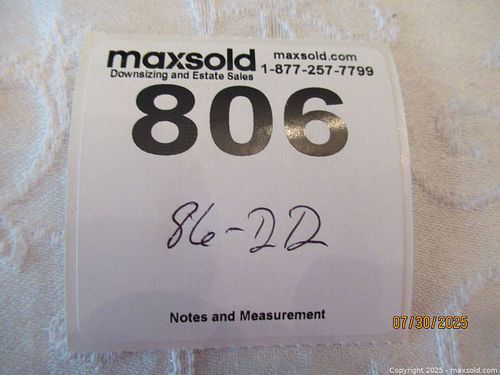 maxsold maxsold.com
Downsizing and Estate Sales 1-877-257-7799
806
86-DD
Notes and Measurement
07/30/2025
Copyright 2025 - maxsold.com